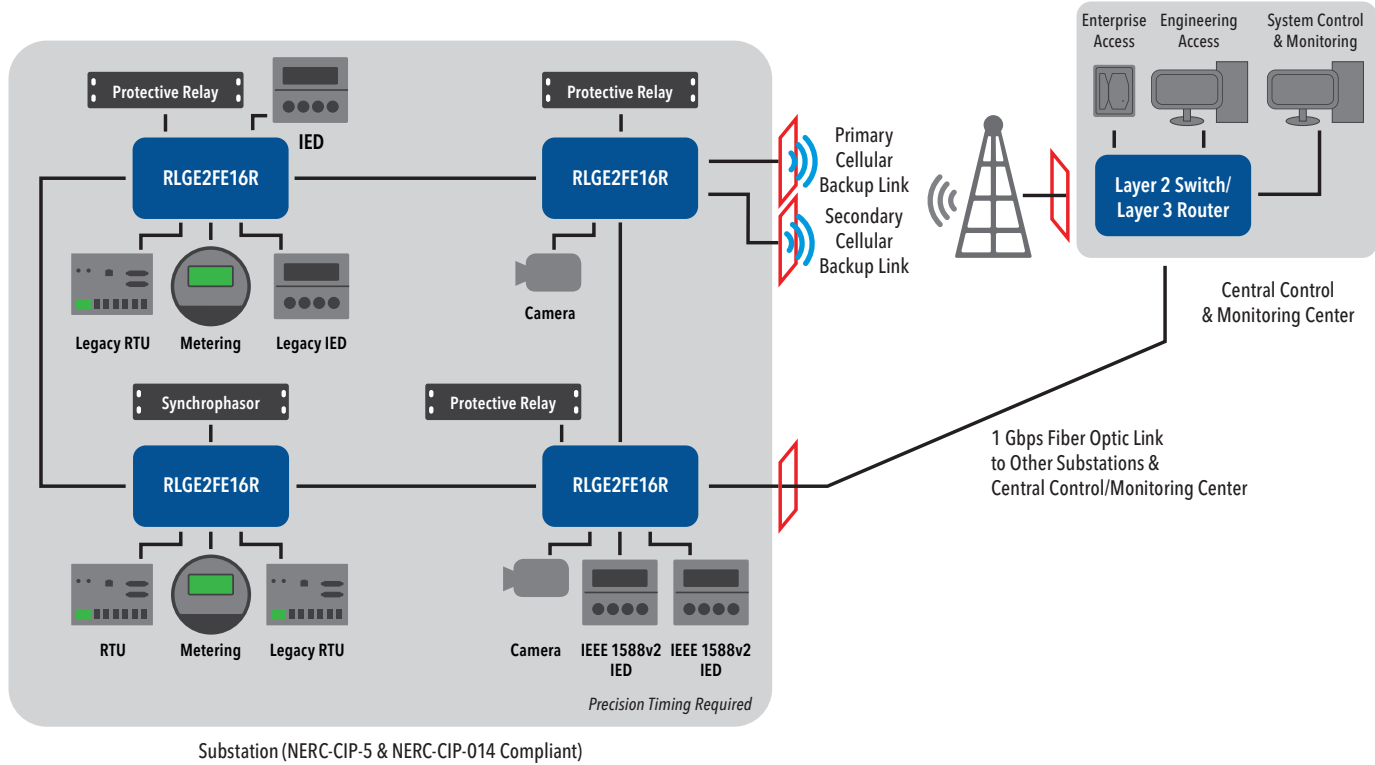 Enterprise
Access
Engineering
Access
System Control
& Monitoring
Protective Relay
IED
Protective Relay
RLGE2FE16R
RLGE2FE16R
Primary
Cellular
Backup Link
Secondary
Cellular
Backup Link
Layer 2 Switch/
Layer 3 Router
Legacy RTU
Metering
Legacy IED
Camera
Central Control
& Monitoring Center
Synchrophasor
Protective Relay
RLGE2FE16R
RLGE2FE16R
1 Gbps Fiber Optic Link
to Other Substations &
Central Control/Monitoring Center
RTU
Metering
Legacy RTU
Camera
IEEE 1588v2
IED
IEEE 1588v2
IED
Precision Timing Required
Substation (NERC-CIP-5 & NERC-CIP-014 Compliant)